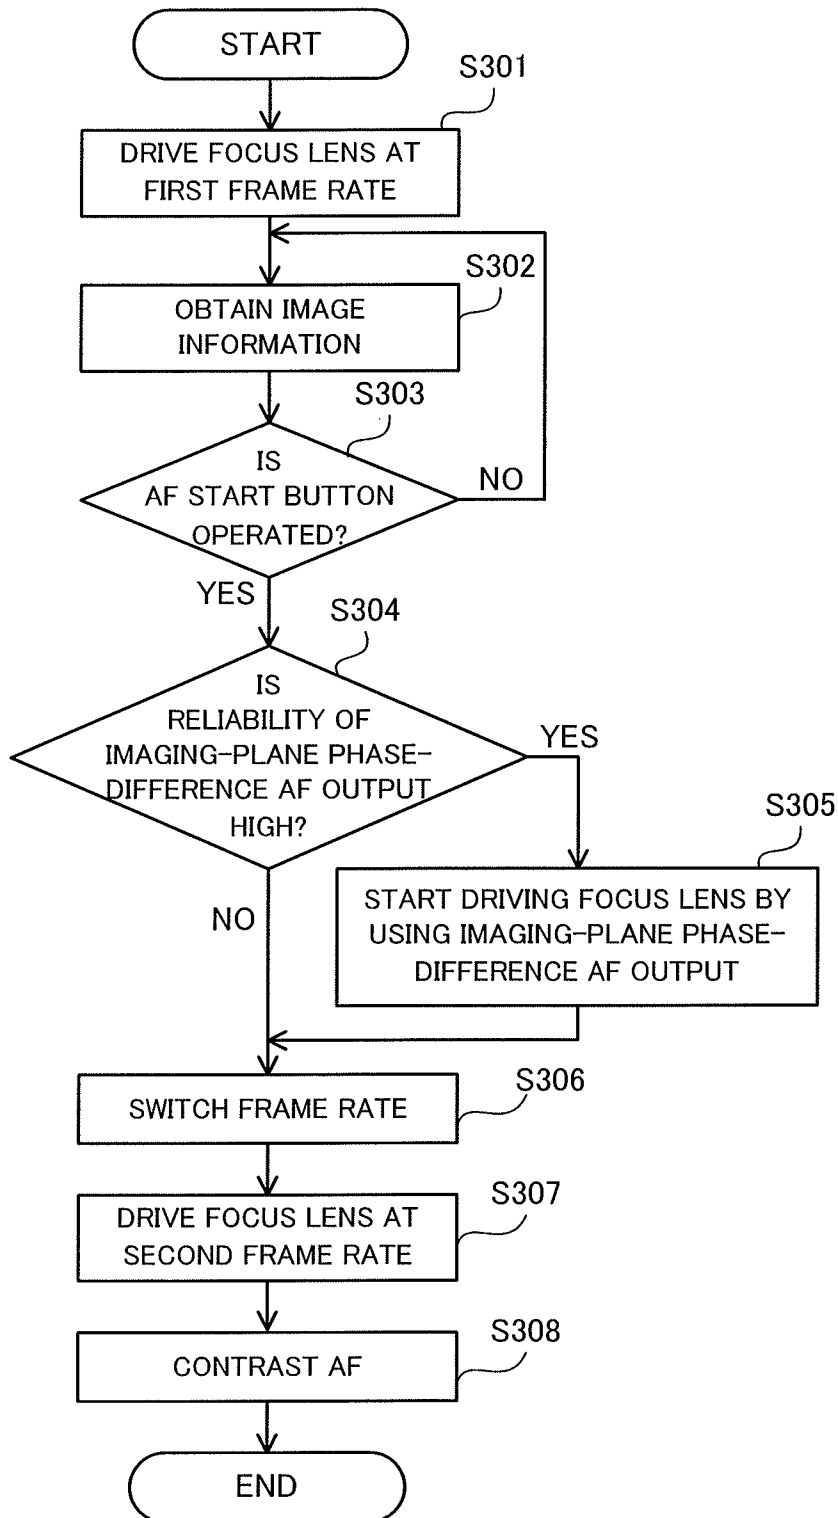 START
S301
DRIVE FOCUS LENS AT
FIRST FRAME RATE
S302
OBTAIN IMAGE
INFORMATION
S303
IS
AF START BUTTON
OPERATED?
NO
YES
S304
IS
RELIABILITY OF
IMAGING-PLANE PHASE-
DIFFERENCE AF OUTPUT
HIGH?
YES
NO
S305
START DRIVING FOCUS LENS BY
USING IMAGING-PLANE PHASE-
DIFFERENCE AF OUTPUT
S306
SWITCH FRAME RATE
S307
DRIVE FOCUS LENS AT
SECOND FRAME RATE
S308
CONTRAST AF
END